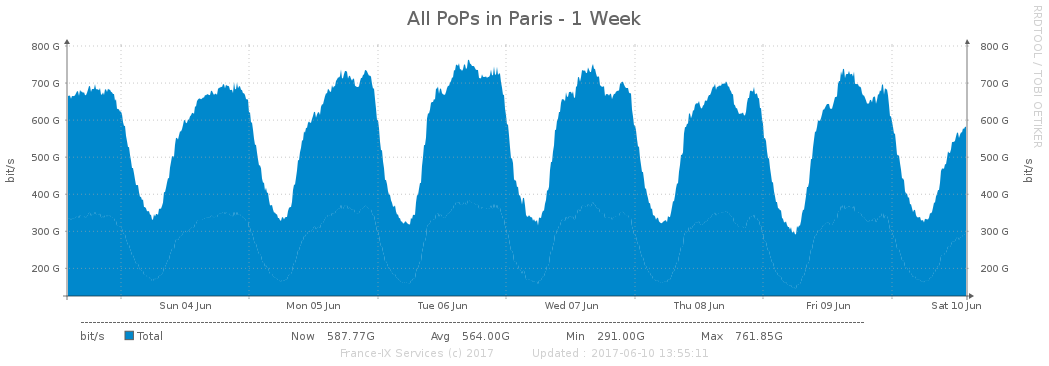 All PoPs in Paris - 1 Week
RRDTOOL / TOBI OETIKER
800 G 800 G
700 G 700 G
600 G 600 G
500 G 500 G
400 G 400 G
300 G 300 G
200 G 200 G
bit/s
bit/s
Sun 04 Jun Mon 05 Jun Tue 06 Jun Wed 07 Jun Thu 08 Jun Fri 09 Jun Sat 10 Jun
bit/s Total Now 587.77G Avg 564.00G Min 291.00G Max 761.85G
France-IX Services (c) 2017 Updated : 2017-06-10 13:55:11